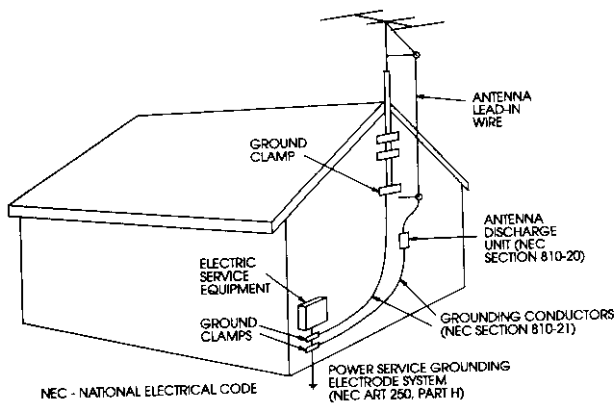 ANTENNA
LEAD-IN
WIRE
GROUND
CLAMP
ANTENNA
DISCHARGE
UNIT (NEC
SECTION 810-20)
ELECTRIC
SERVICE
EQUIPMENT
GROUND
CLAMPS
GROUNDING CONDUCTORS
(NEC SECTION 810-21)
POWER SERVICE GROUNDING
ELECTRODE SYSTEM
(NEC ART 250, PART H)
NEC - NATIONAL ELECTRICAL CODE